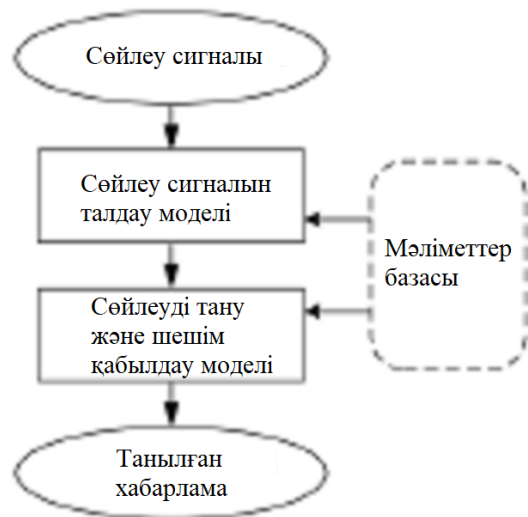 Сөйлеу сигналы
Сөйлеу сигналын
талдау моделі
Мәліметтер
базасы
Сөйлеуді тану
және шешім
қабылдау моделі
Танылған
хабарлама